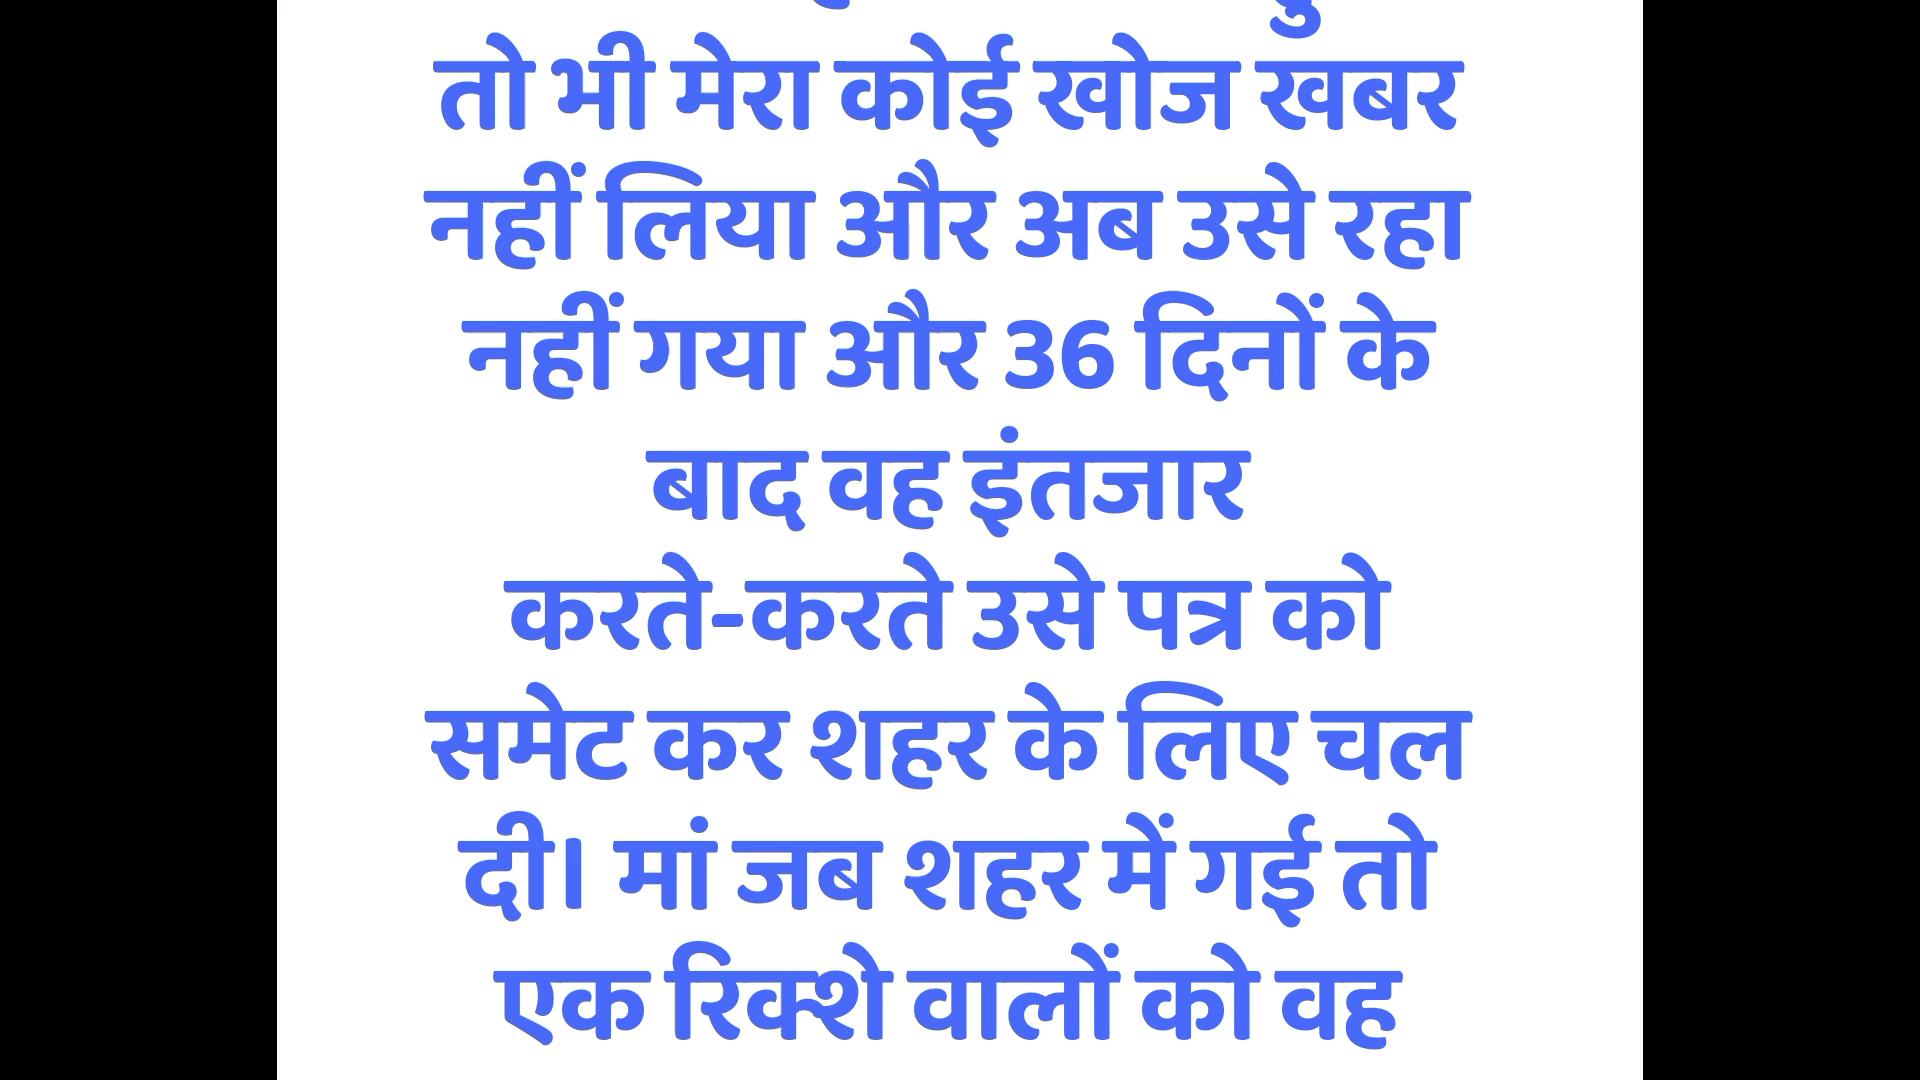 तो भी मेरा कोई खोज खबर
नहीं लिया और अब उसे रहा
नहीं गया और 36 दिनों के
बाद वह इंतजार
करते-करते उसे पत्र को
समेट कर शहर के लिए चल
दी। मां जब शहर में गई तो
एक रिक्शे वालों को वह